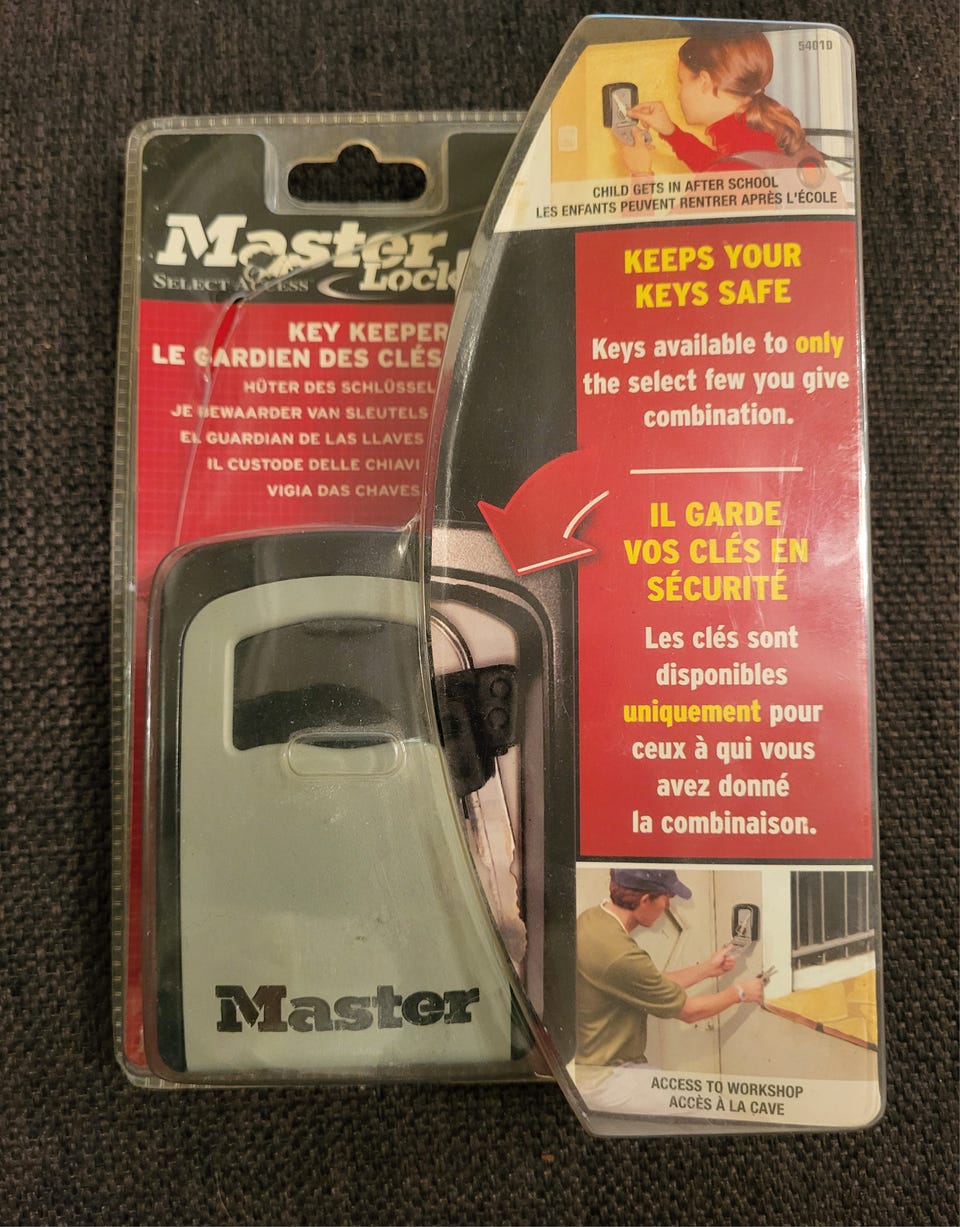 Master
Lock
SELECT ACCESS
KEY KEEPER
LE GARDIEN DES CLÉS
HÜTER DES SCHLÜSSEL
JE BEWAARDER VAN SLEUTELS
EL GUARDIAN DE LAS LLAVES
IL CUSTODE DELLE CHIAVI
VIGIA DAS CHAVES
Master
5401D
CHILD GETS IN AFTER SCHOOL
LES ENFANTS PEUVENT RENTRER APRÈS L'ÉCOLE
KEEPS YOUR
KEYS SAFE
Keys available to only
the select few you give
combination.
IL GARDE
VOS CLÉS EN
SÉCURITÉ
Les clés sont
disponibles
uniquement pour
ceux à qui vous
avez donné
la combinaison.
ACCESS TO WORKSHOP
ACCÈS À LA CAVE